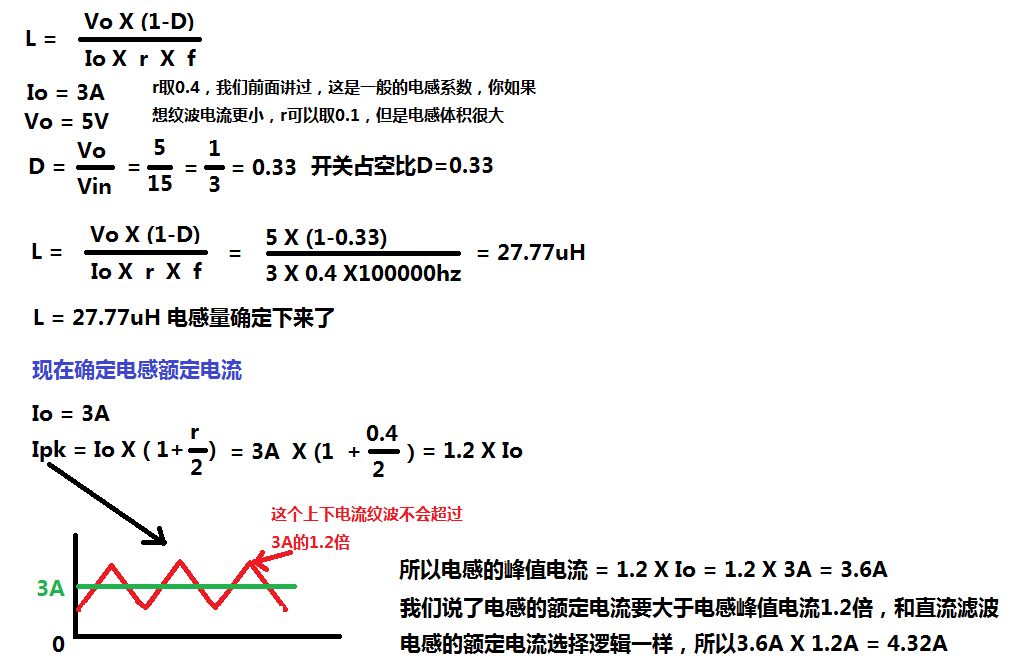 L = Vo X (1-D) / Io X r X f
Io = 3A
r取0.4，我们前面讲过，这是一般的电感系数，你如果
Vo = 5V
想纹波电流更小，r可以取0.1，但是电感体积很大
D = Vo / Vin = 5 / 15 = 1 / 3 = 0.33 开关占空比D=0.33
L = Vo X (1-D) / Io X r X f = 5 X (1-0.33) / 3 X 0.4 X100000hz = 27.77uH
L = 27.77uH 电感量确定下来了
现在确定电感额定电流
Io = 3A
Ipk = Io X ( 1+ r / 2 ) = 3A X (1 + 0.4 / 2 ) = 1.2 X Io
这个上下电流纹波不会超过
3A的1.2倍
3A
0
所以电感的峰值电流 = 1.2 X Io = 1.2 X 3A = 3.6A
我们说了电感的额定电流要大于电感峰值电流1.2倍，和直流滤波
电感的额定电流选择逻辑一样，所以3.6A X 1.2A = 4.32A